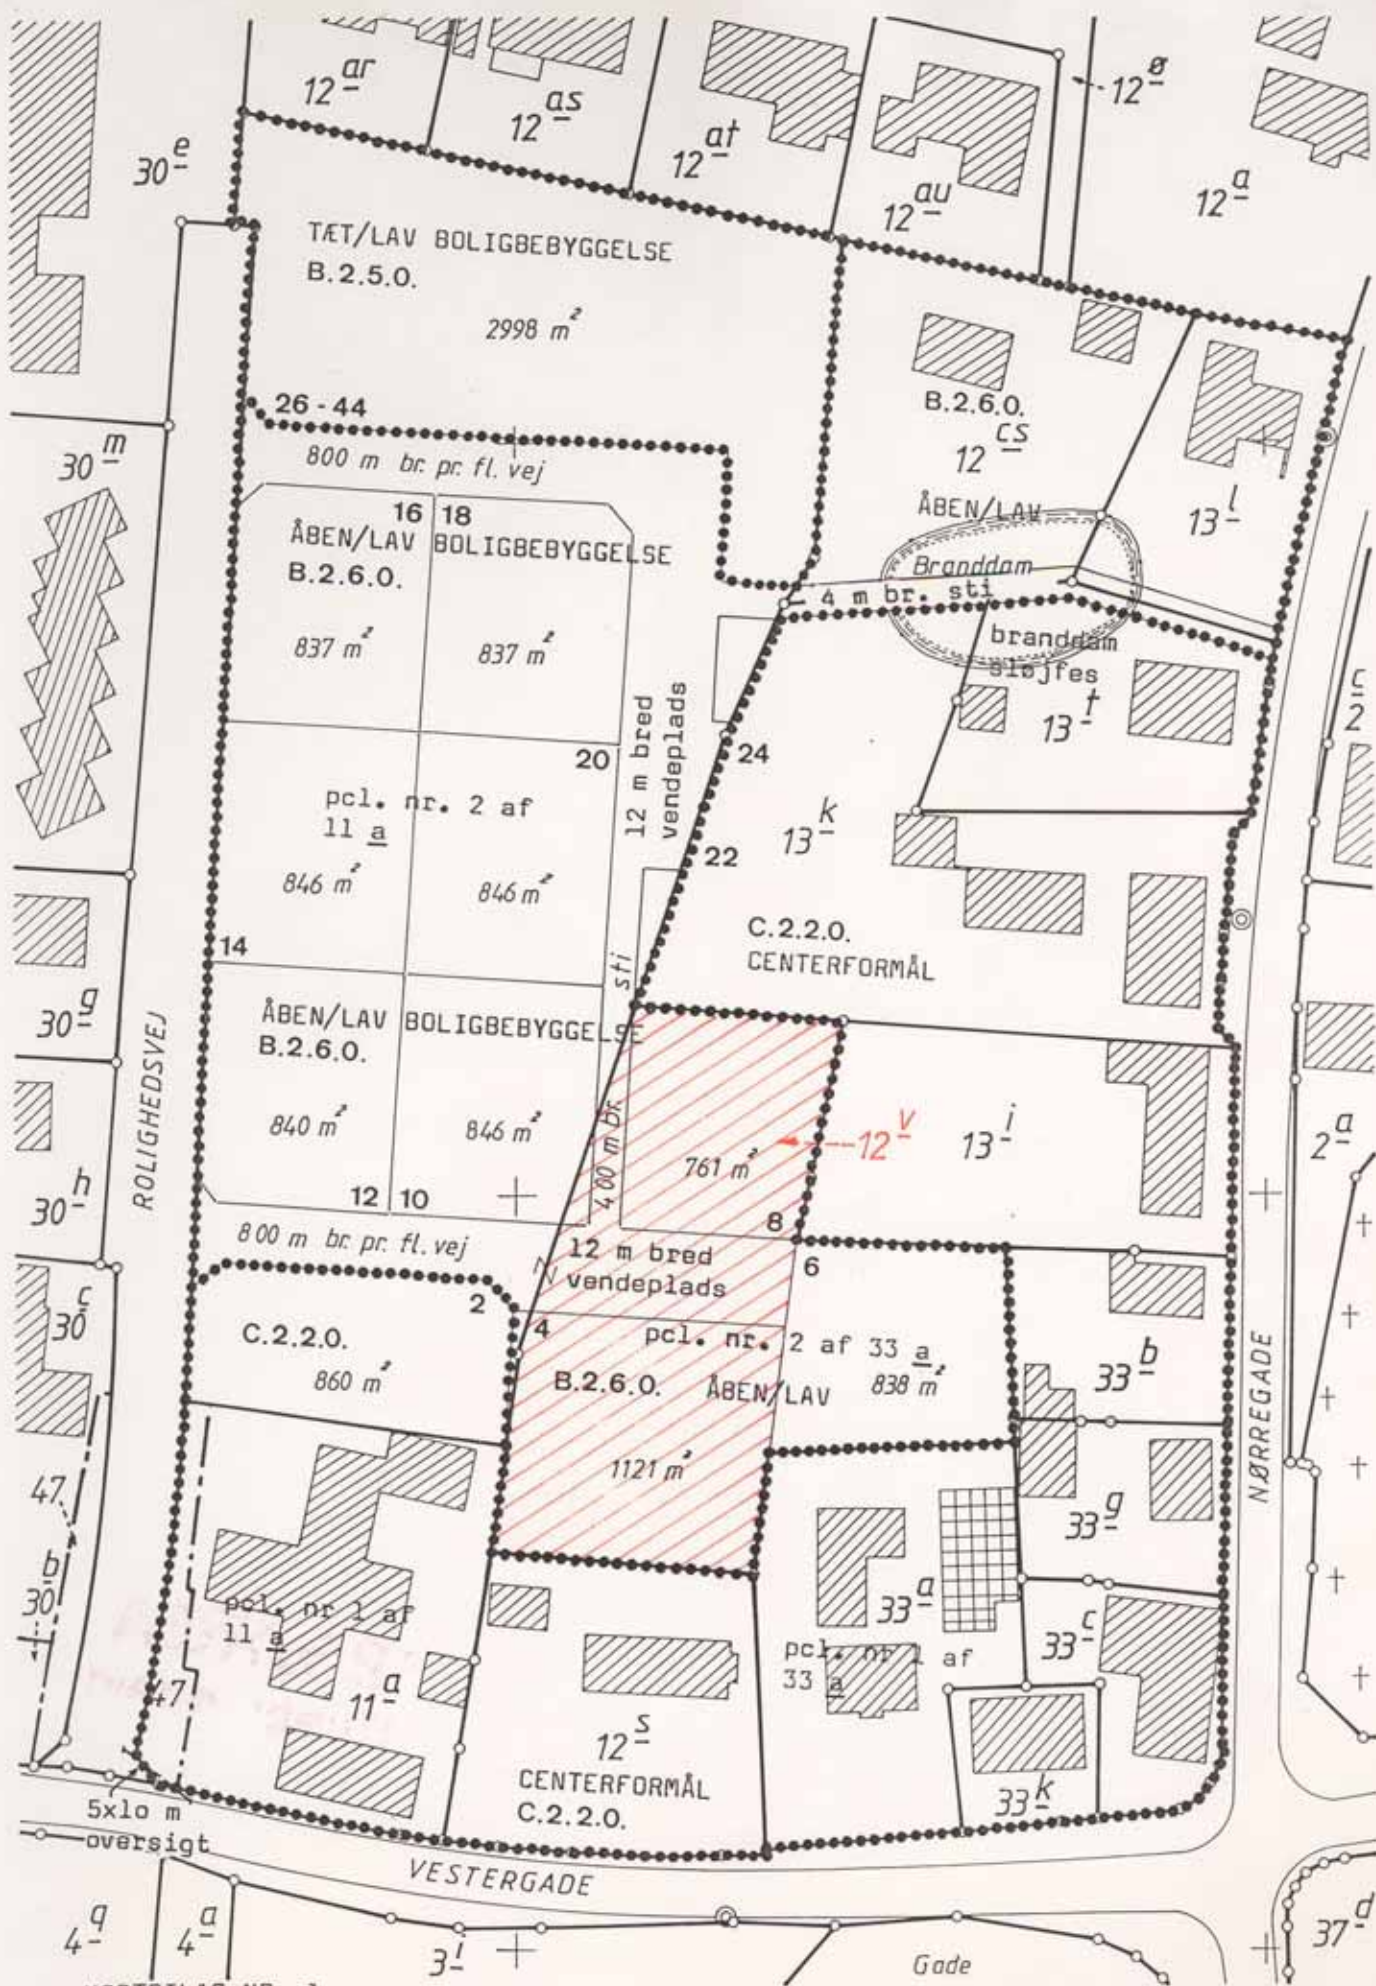 12 ar
12 as
12 at
12 au
12 ø
12 a
30 e
TÆT/LAV BOLIGBEBYGGELSE
B.2.5.0.
2998 m²
26 - 44
800 m br. pr. fl. vej
B.2.6.0.
12 cs
ÅBEN/LAV
13 l
30 m
16 18
ÅBEN/LAV BOLIGBEBYGGELSE
B.2.6.0.
837 m²
837 m²
Branddam
4 m br. sti
branddam
sløjfes
13 t
c
2
20
12 m bred
vendeplads
24
22
pcl. nr. 2 af
11 a
846 m²
846 m²
13 k
14
C.2.2.0.
CENTERFORMÅL
sti
30 g
ROLIGHEDSVEJ
ÅBEN/LAV BOLIGBEBYGGELSE
B.2.6.0.
840 m²
846 m²
400 m br.
761 m²
12 v
13 i
2 a
30 h
12 10
8
800 m br. pr. fl. vej
12 m bred
vendeplads
6
30 c
2
4
C.2.2.0.
860 m²
pcl. nr. 2 af 33 a
B.2.6.0. ÅBEN/LAV
838 m²
33 b
NØRREGADE
1121 m²
47
33 g
30 b
pcl. nr 1 af
11 a
33 a
33 c
pcl. nr 1 af
33 a
47
11 a
12 s
CENTERFORMÅL
C.2.2.0.
33 k
5x10 m
oversigt
VESTERGADE
4 q
4 a
3 i
Gade
37 d